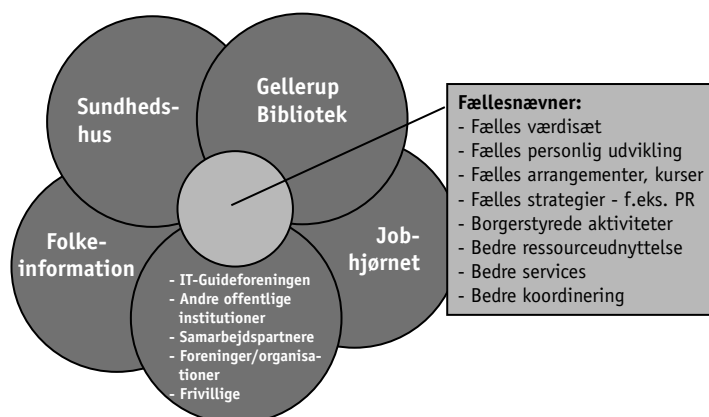 Sundheds-
hus
Gellerup
Bibliotek
Folke-
information
Job-
hjørnet
- IT-Guideforeningen
- Andre offentlige
institutioner
- Samarbejdspartnere
- Foreninger/organisa-
tioner
- Frivillige
Fællesnævner:
- Fælles værdisæt
- Fælles personlig udvikling
- Fælles arrangementer, kurser
- Fælles strategier - f.eks. PR
- Borgerstyrede aktiviteter
- Bedre ressourceudnyttelse
- Bedre services
- Bedre koordinering